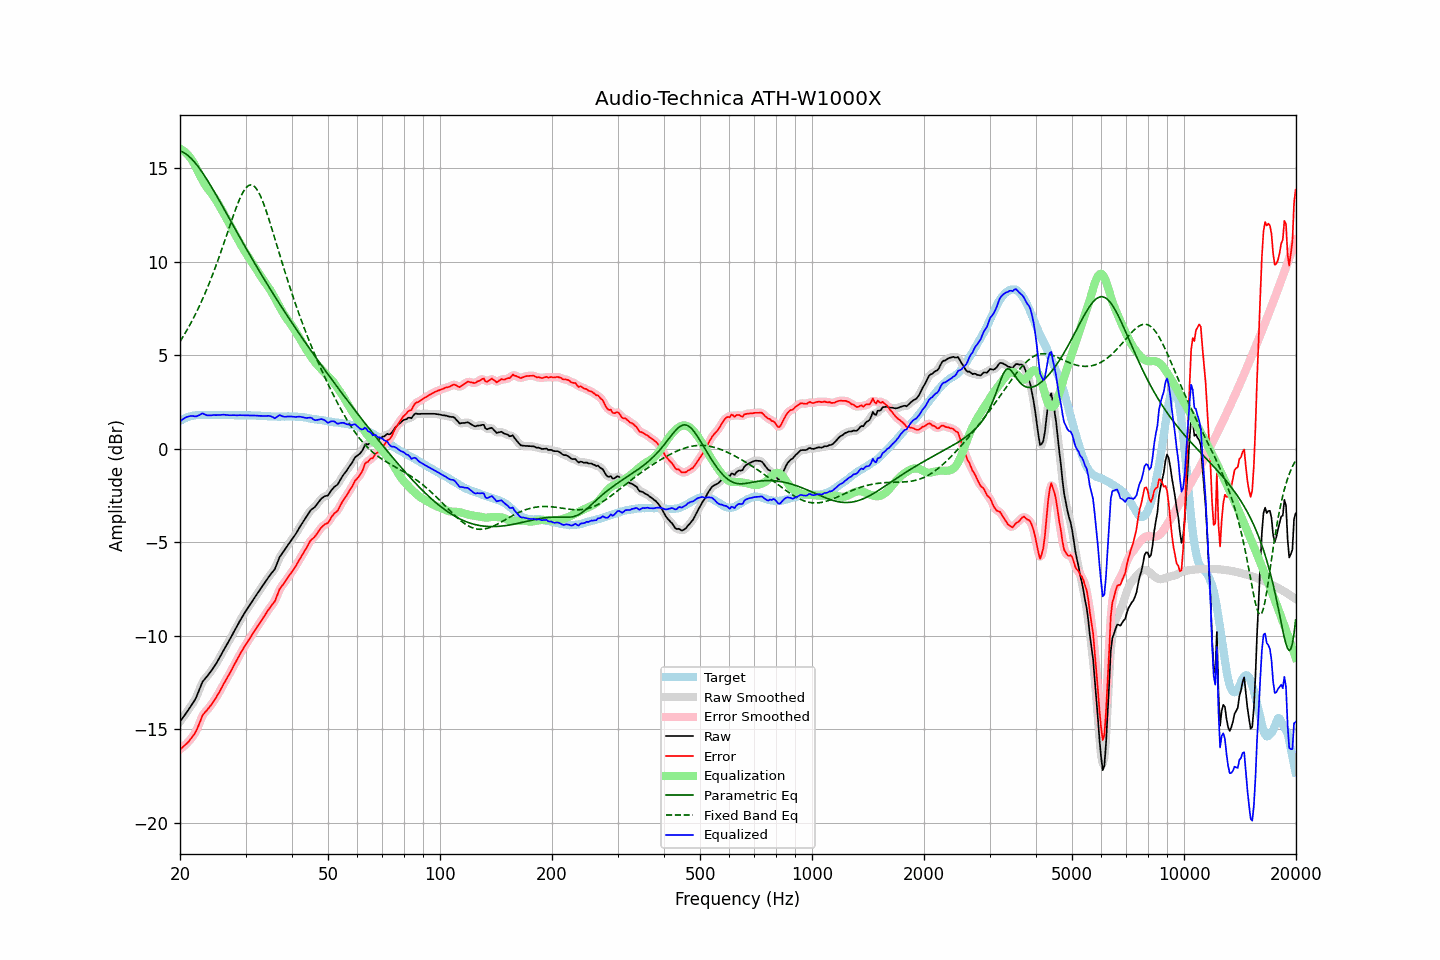 Audio-Technica ATH-W1000X
Amplitude (dBr)
15
10
5
0
−5
−10
−15
−20
Target
Raw Smoothed
Error Smoothed
Raw
Error
Equalization
Parametric Eq
Fixed Band Eq
Equalized
20 50 100 200 500 1000 2000 5000 10000 20000
Frequency (Hz)